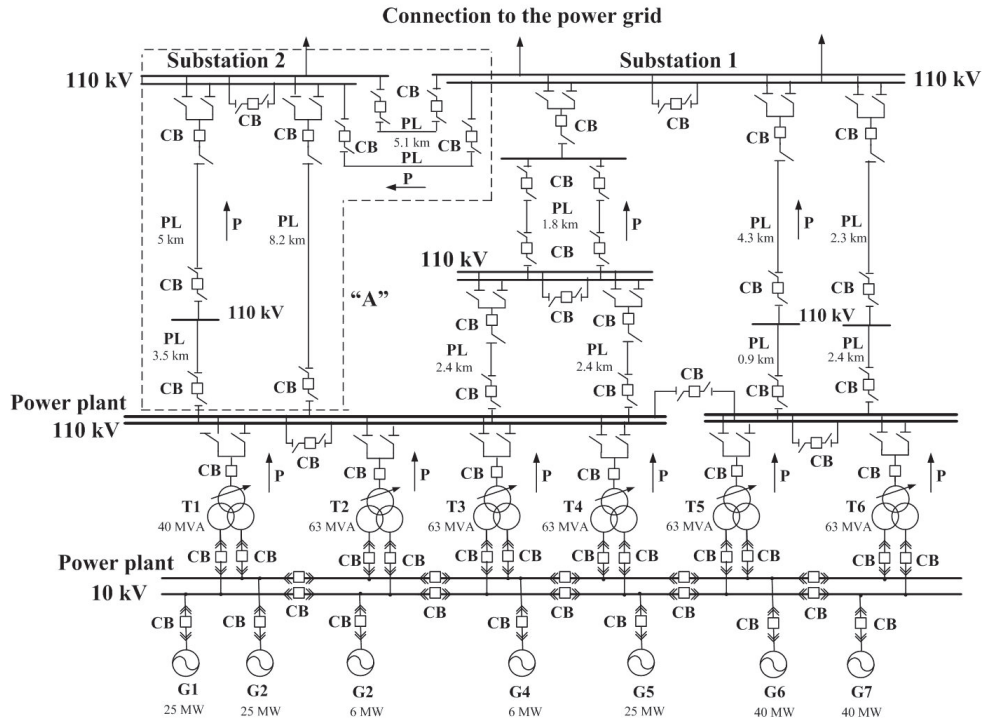 Connection to the power grid
Substation 2
Substation 1
110 kV
110 kV
CB
CB
CB
CB
CB
CB
CB
CB
CB
CB
PL
5.1 km
PL
P
CB
PL
5 km
P
PL
8.2 km
PL
1.8 km
P
PL
4.3 km
P
PL
2.3 km
CB
110 kV
CB
“A”
CB
CB
CB
CB
CB
110 kV
110 kV
PL
3.5 km
PL
2.4 km
PL
2.4 km
PL
0.9 km
PL
2.4 km
CB
CB
CB
CB
CB
CB
CB
Power plant
110 kV
CB
CB
CB
P
CB
P
CB
P
CB
P
CB
P
CB
CB
T1
40 MVA
T2
63 MVA
T3
63 MVA
T4
63 MVA
T5
63 MVA
T6
63 MVA
CB
CB
CB
CB
CB
CB
CB
CB
CB
CB
CB
CB
Power plant
10 kV
CB
CB
CB
CB
CB
CB
CB
CB
CB
CB
CB
CB
G1
25 MW
G2
25 MW
G2
6 MW
G4
6 MW
G5
25 MW
G6
40 MW
G7
40 MW